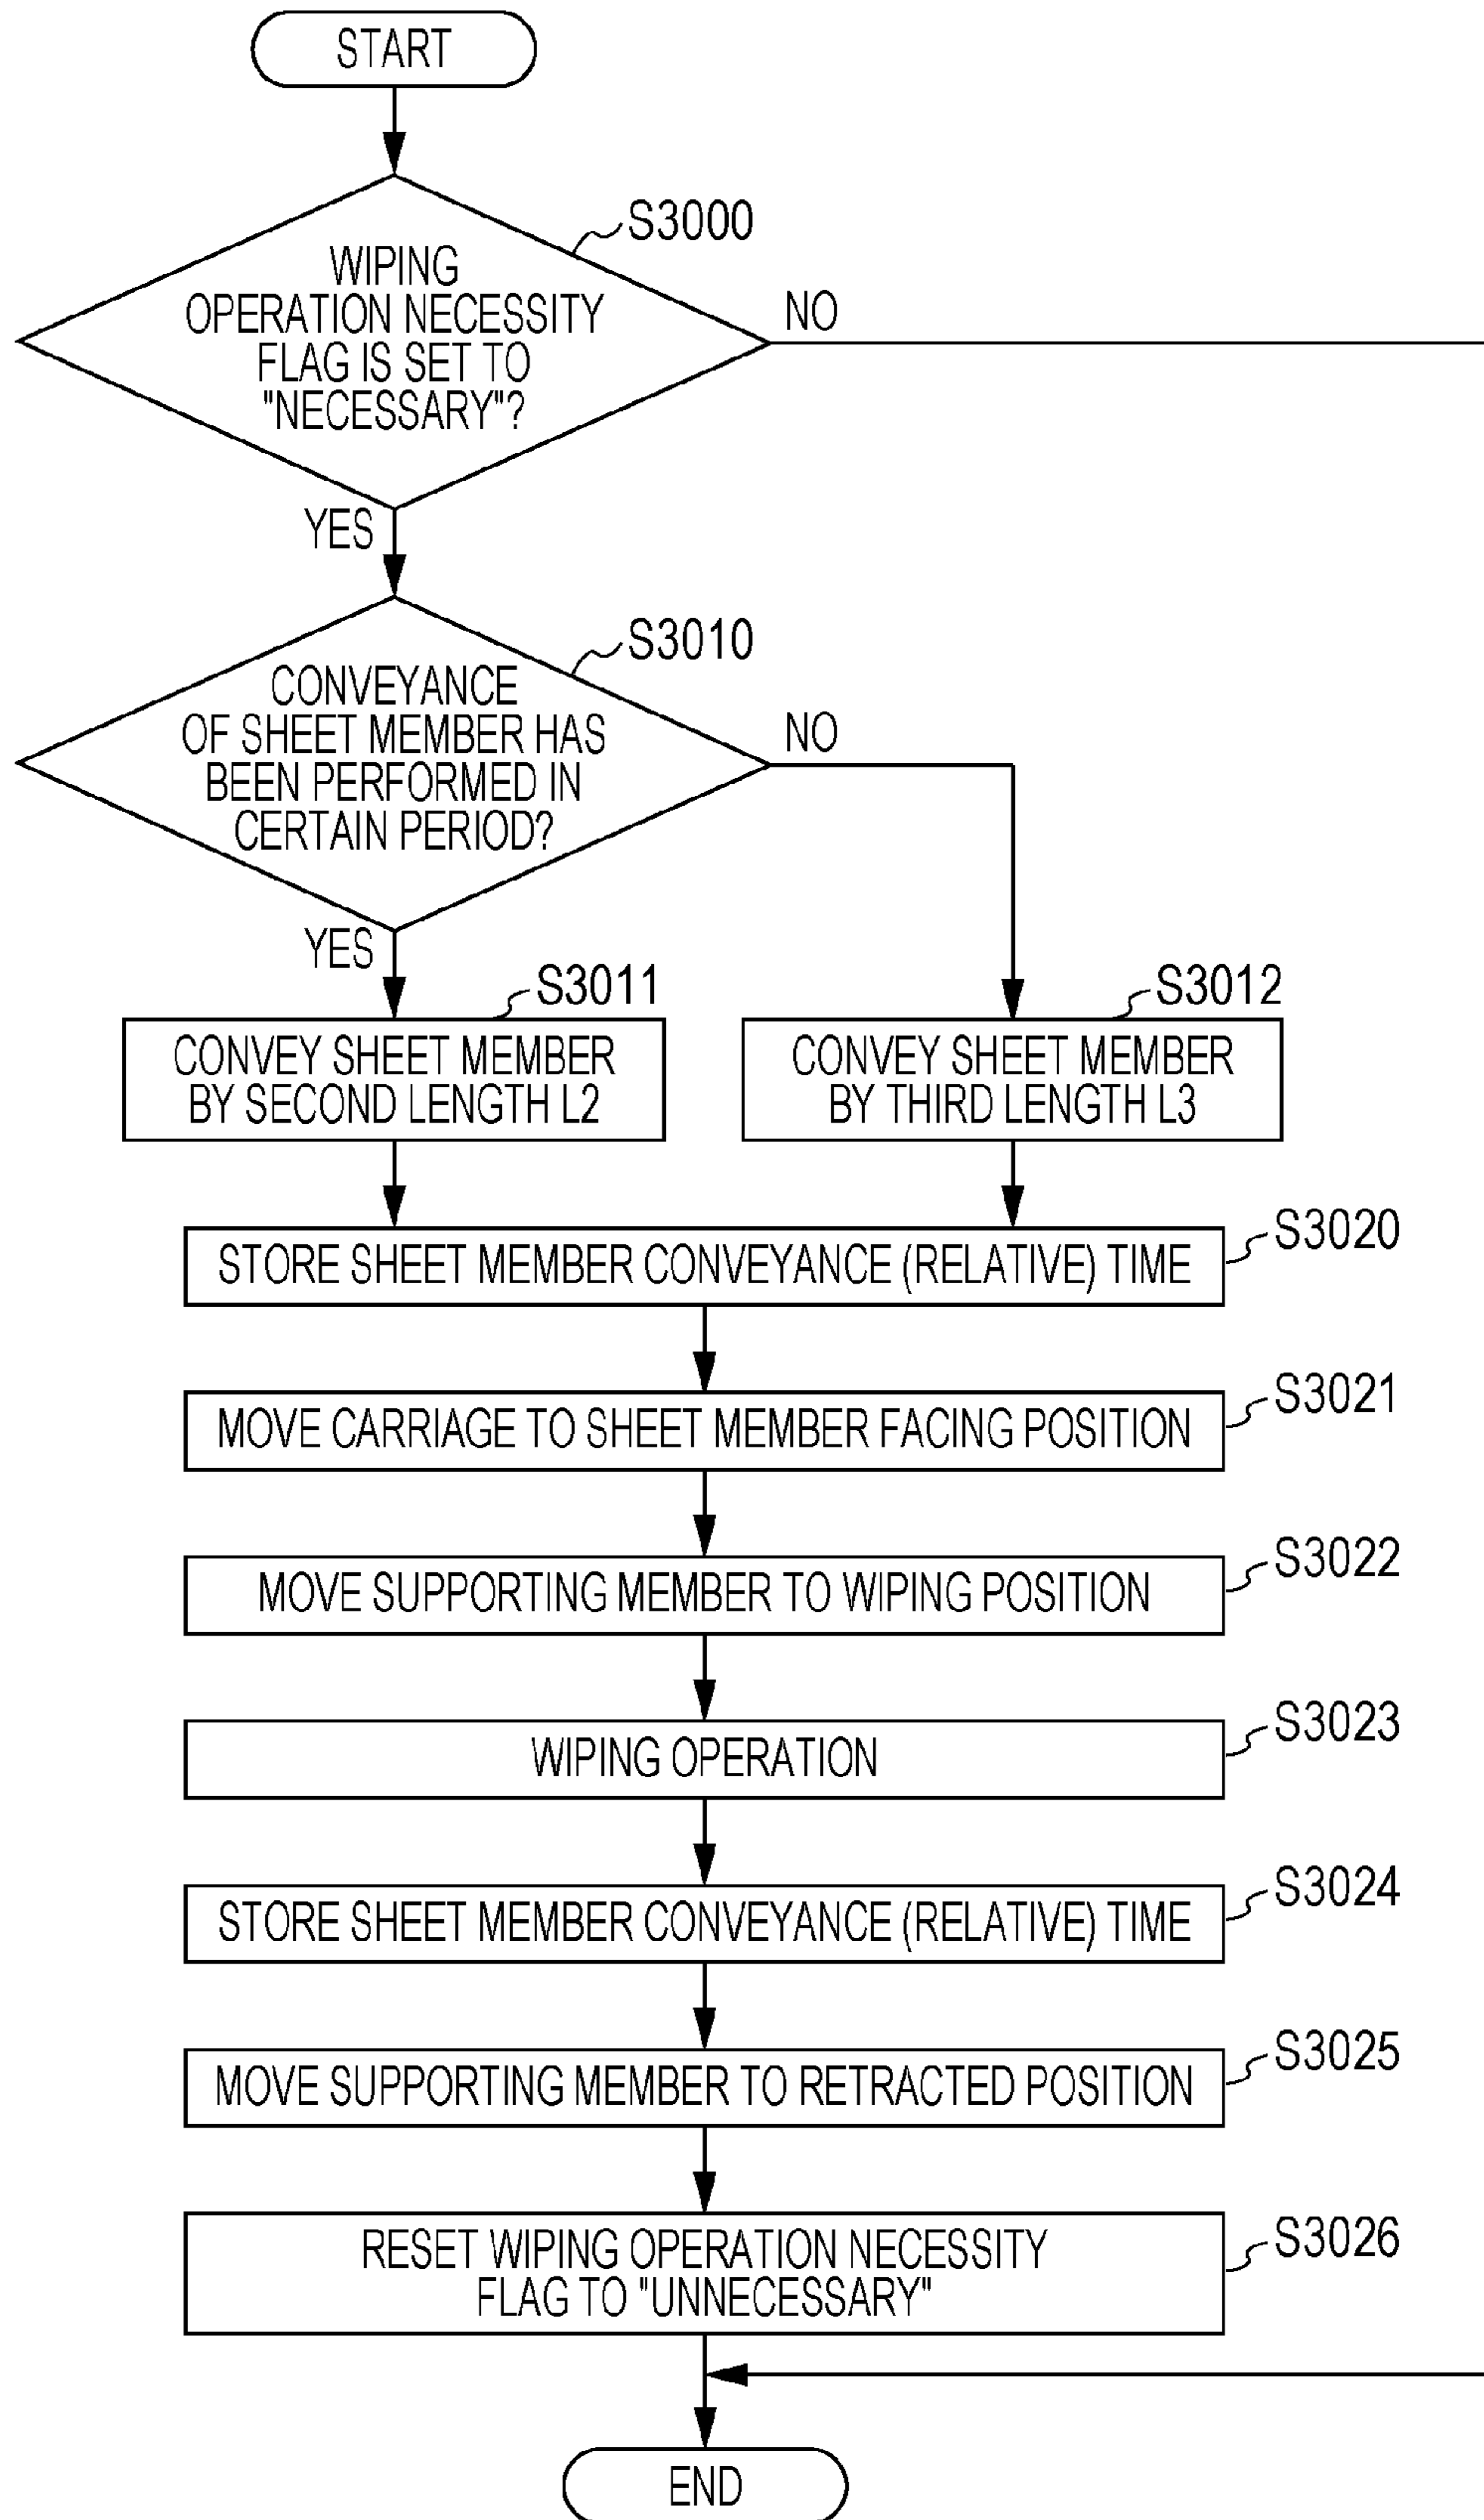 START
S3000
WIPING
OPERATION NECESSITY
FLAG IS SET TO
"NECESSARY"?
NO
YES
S3010
CONVEYANCE
OF SHEET MEMBER HAS
BEEN PERFORMED IN
CERTAIN PERIOD?
NO
YES
S3011
CONVEY SHEET MEMBER
BY SECOND LENGTH L2
S3012
CONVEY SHEET MEMBER
BY THIRD LENGTH L3
S3020
STORE SHEET MEMBER CONVEYANCE (RELATIVE) TIME
S3021
MOVE CARRIAGE TO SHEET MEMBER FACING POSITION
S3022
MOVE SUPPORTING MEMBER TO WIPING POSITION
S3023
WIPING OPERATION
S3024
STORE SHEET MEMBER CONVEYANCE (RELATIVE) TIME
S3025
MOVE SUPPORTING MEMBER TO RETRACTED POSITION
S3026
RESET WIPING OPERATION NECESSITY
FLAG TO "UNNECESSARY"
END